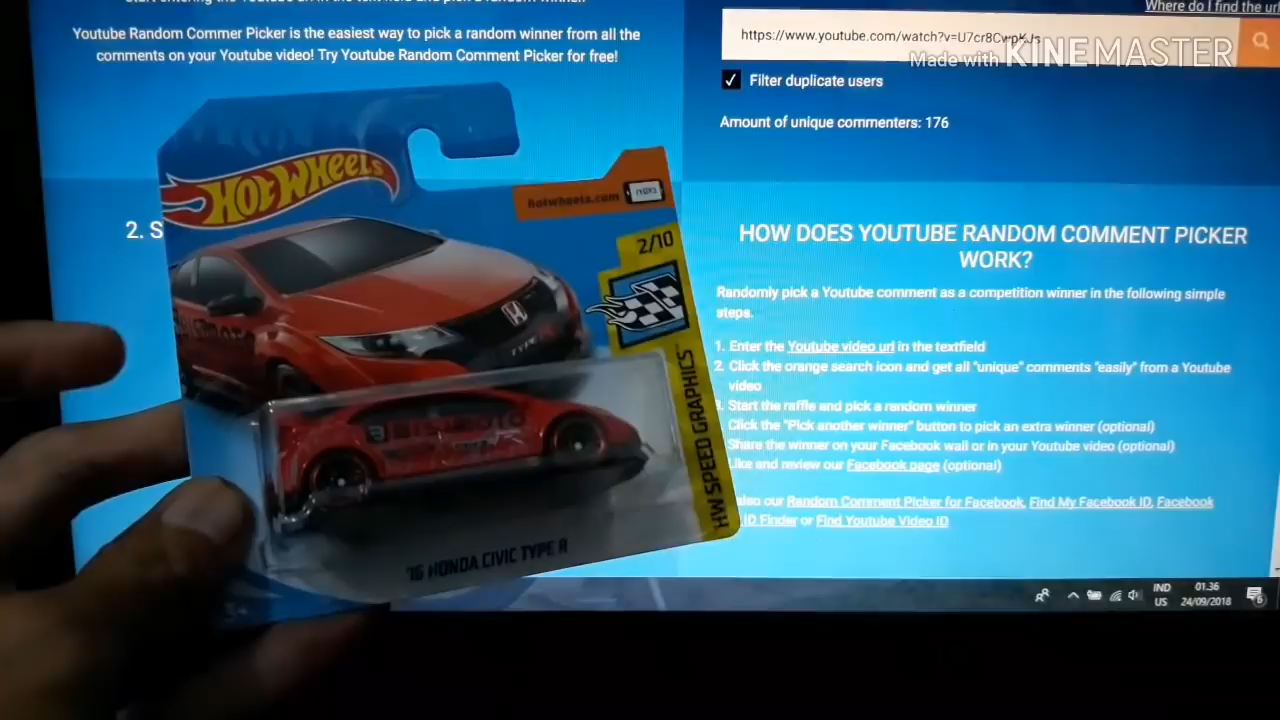 Youtube Random Commer Picker is the easiest way to pick a random winner from all the
comments on your Youtube video! Try Youtube Random Comment Picker for free!
Where do I find the url
https://www.youtube.com/watch?v=U7cr8
Made with KINEMASTER
✓ Filter duplicate users
Amount of unique commenters: 176
HOT WHEELS
hotwheels.com
2/10
HW SPEED GRAPHICS
TYPE
'16 HONDA CIVIC TYPE R
2. S
HOW DOES YOUTUBE RANDOM COMMENT PICKER
WORK?
Randomly pick a Youtube comment as a competition winner in the following simple
steps.
1. Enter the Youtube video url in the textfield
2. Click the orange search icon and get all "unique" comments "easily" from a Youtube
video
Start the raffle and pick a random winner
Click the "Pick another winner" button to pick an extra winner (optional)
Share the winner on your Facebook wall or in your Youtube video (optional)
Like and review our Facebook page (optional)
also our Random Comment Picker for Facebook, Find My Facebook ID, Facebook
ID Finder or Find Youtube Video ID
IND
US
01.36
24/09/2018